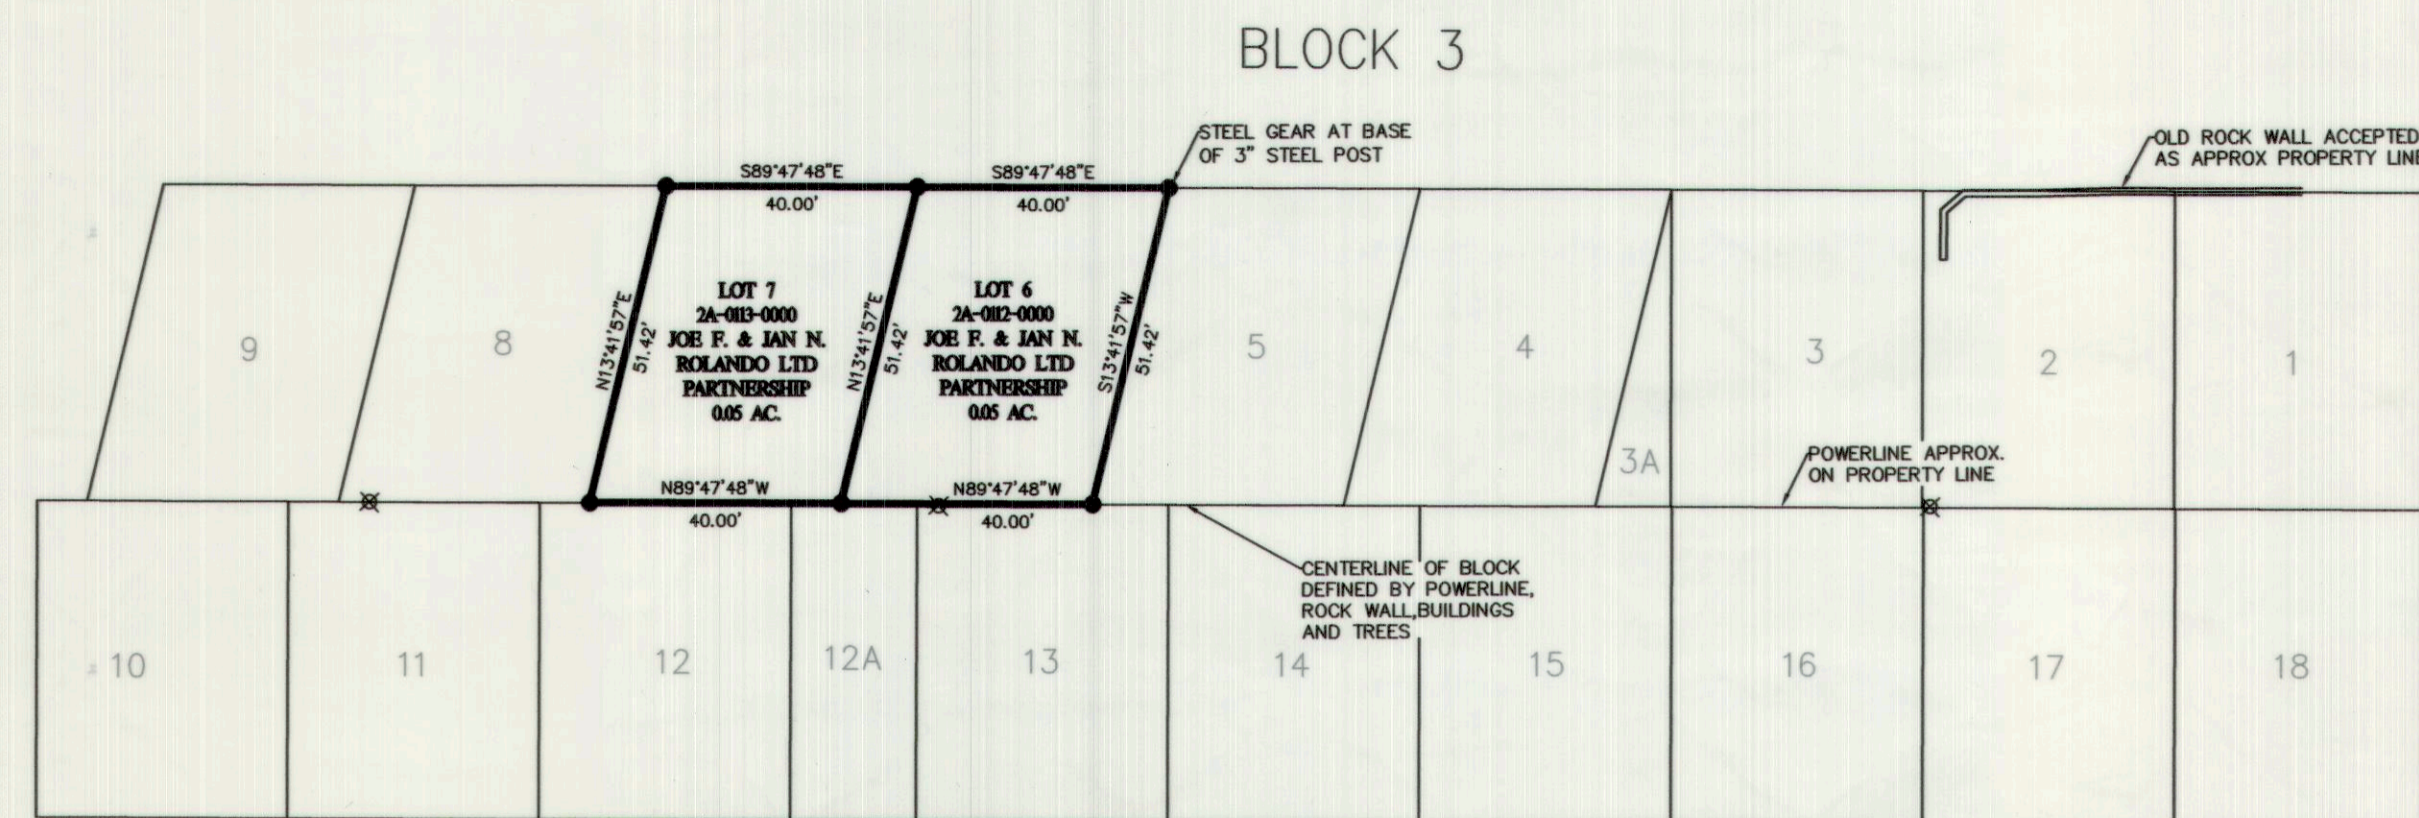 BLOCK 3
STEEL GEAR AT BASE
OF 3" STEEL POST
OLD ROCK WALL ACCEPTED
AS APPROX PROPERTY LINE
S89°47'48"E
40.00'
S89°47'48"E
40.00'
N13°41'57"E
51.42'
LOT 7
2A-0113-0000
JOE F. & JAN N.
ROLANDO LTD
PARTNERSHIP
0.05 AC.
N13°41'57"E
51.42'
LOT 6
2A-0112-0000
JOE F. & JAN N.
ROLANDO LTD
PARTNERSHIP
0.05 AC.
S13°41'57"W
51.42'
9
8
5
4
3
2
1
3A
POWERLINE APPROX.
ON PROPERTY LINE
N89°47'48"W
40.00'
N89°47'48"W
40.00'
CENTERLINE OF BLOCK
DEFINED BY POWERLINE,
ROCK WALL,BUILDINGS
AND TREES
10
11
12
12A
13
14
15
16
17
18